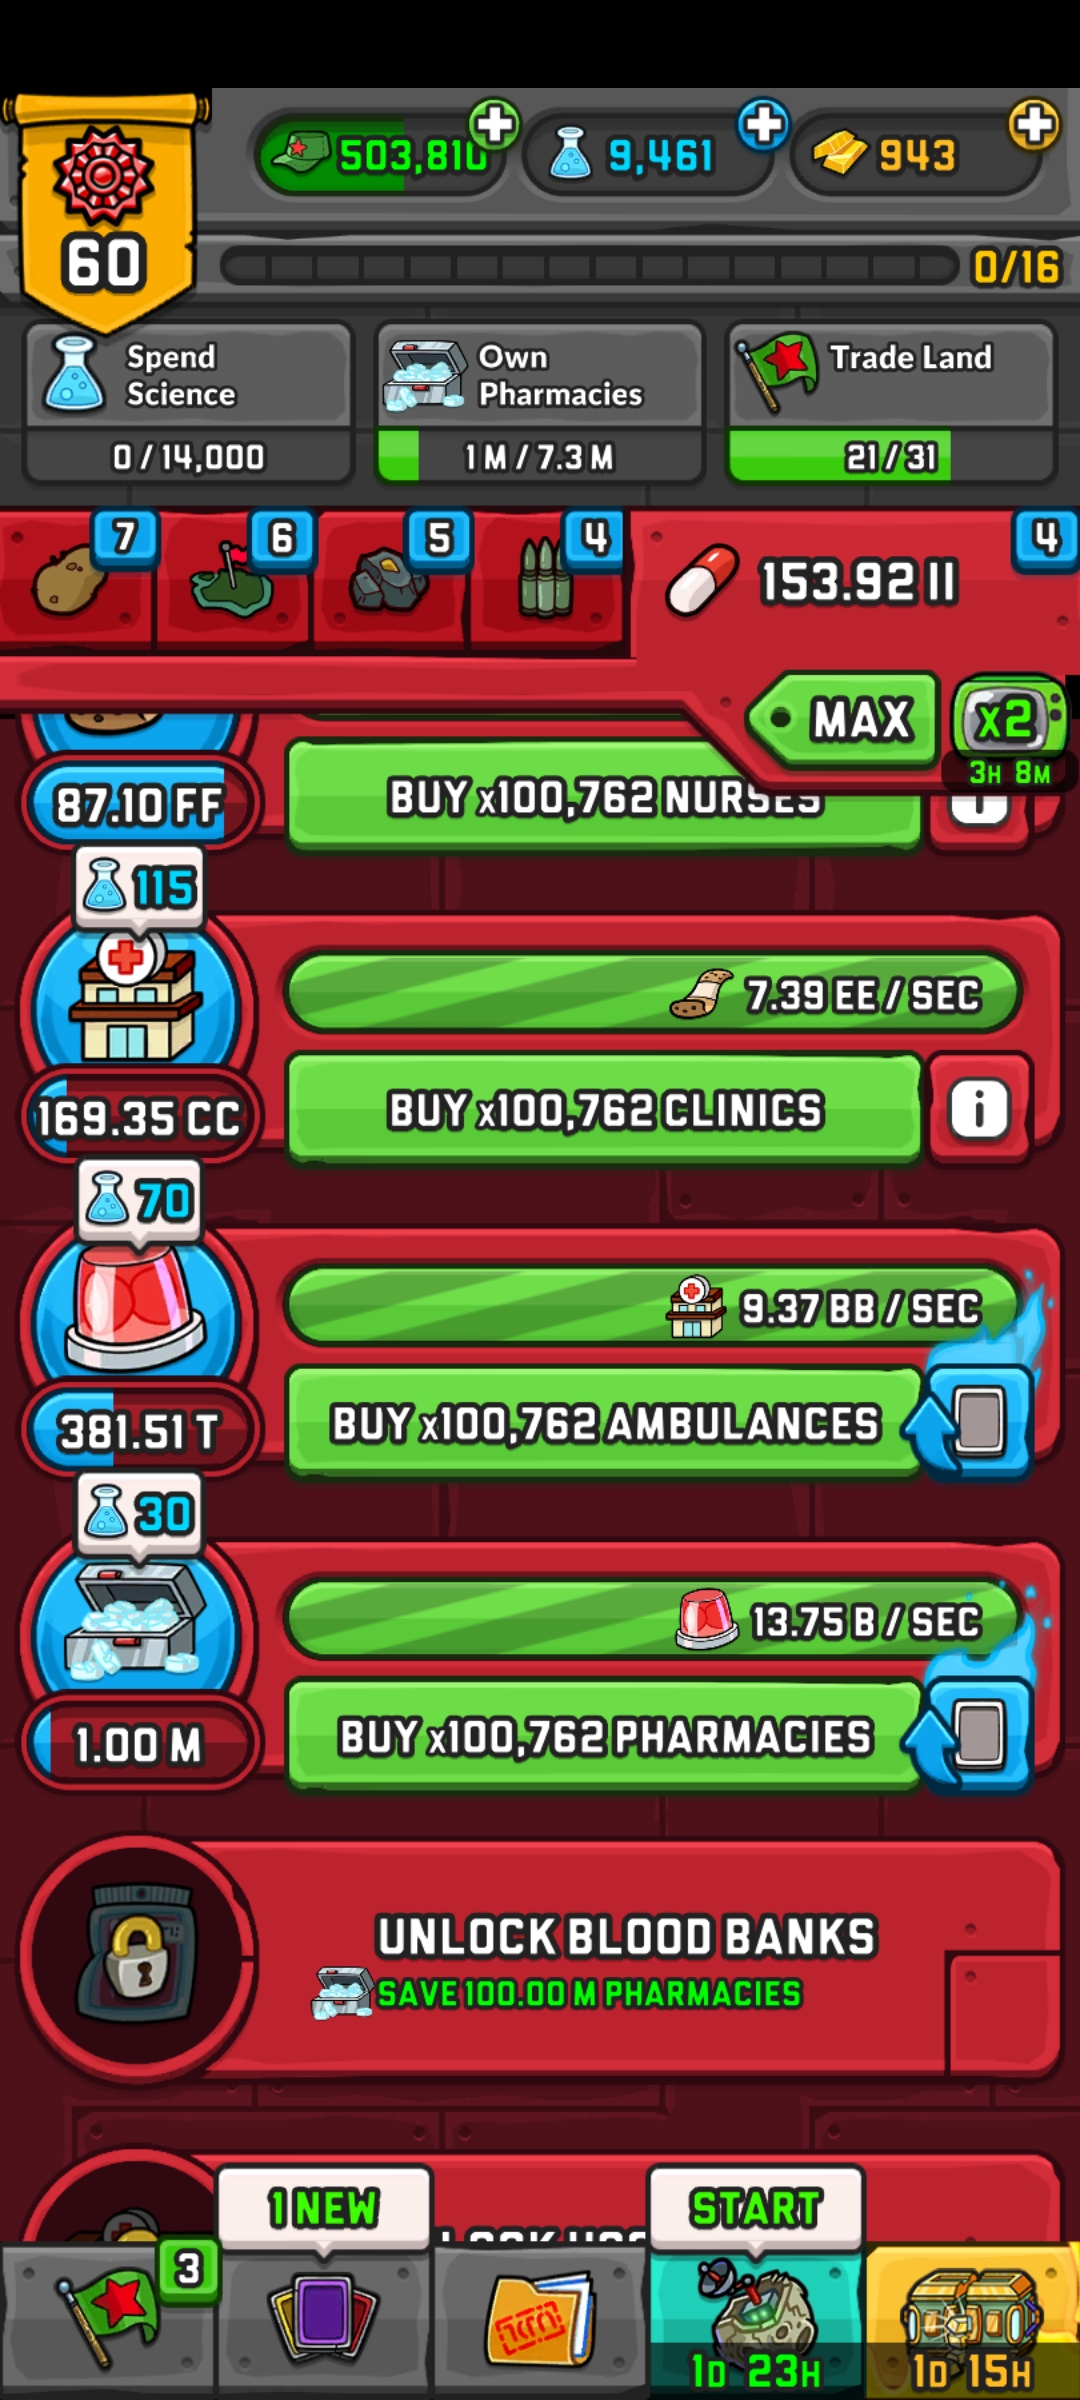 503,810
9,461
943
60
0/16
Spend Science
0/14,000
Own Pharmacies
1 M/7.3 M
Trade Land
21/31
7
6
5
4
153.92 II
4
MAX
x2
3H 8M
87.10 FF
BUY x100,762 NURSES
115
7.39 EE/SEC
169.35 CC
BUY x100,762 CLINICS
70
9.37 BB/SEC
381.51 T
BUY x100,762 AMBULANCES
30
13.75 B/SEC
1.00 M
BUY x100,762 PHARMACIES
UNLOCK BLOOD BANKS
SAVE 100.00 M PHARMACIES
1 NEW
START
3
1D 23H
1D 15H